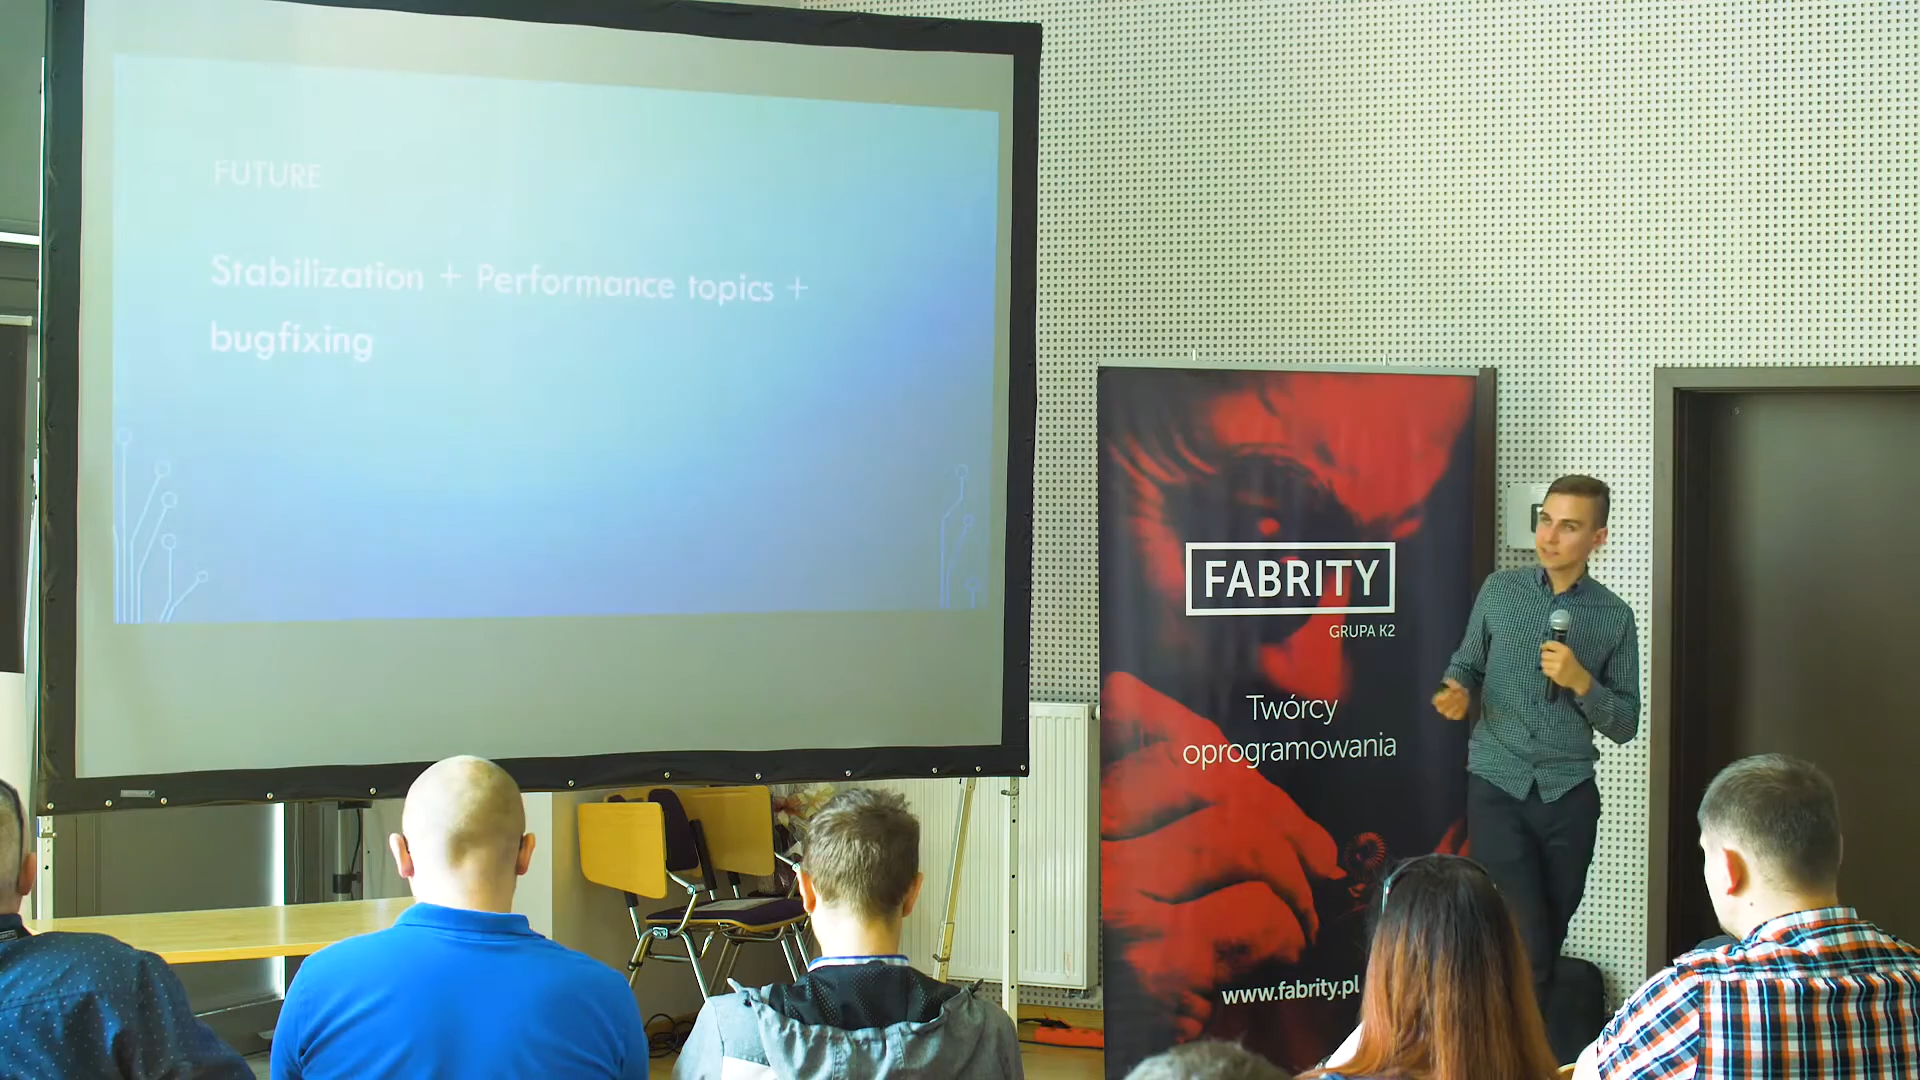 FUTURE
Stabilization + Performance topics +
bugfixing
FABRITY
GRUPA K2
Twórcy
oprogramowania
www.fabrity.pl